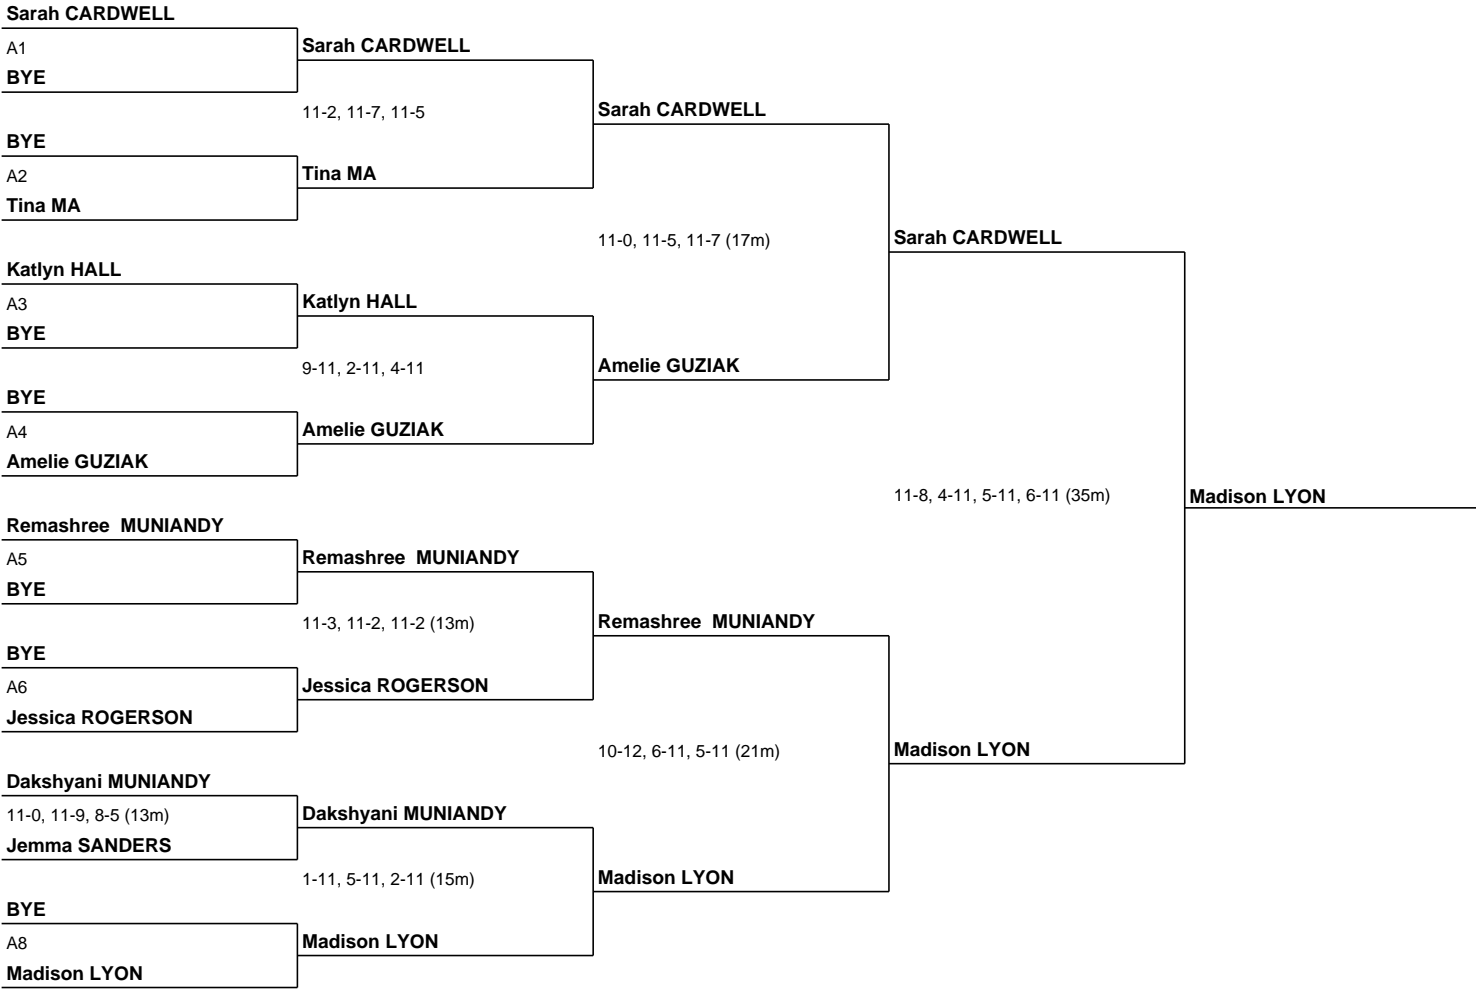 Sarah CARDWELL
A1
BYE
BYE
A2
Tina MA
Katlyn HALL
A3
BYE
BYE
A4
Amelie GUZIAK
Remashree  MUNIANDY
A5
BYE
BYE
A6
Jessica ROGERSON
Dakshyani MUNIANDY
11-0, 11-9, 8-5 (13m)
Jemma SANDERS
BYE
A8
Madison LYON
Sarah CARDWELL
11-2, 11-7, 11-5
Tina MA
Katlyn HALL
9-11, 2-11, 4-11
Amelie GUZIAK
Remashree  MUNIANDY
11-3, 11-2, 11-2 (13m)
Jessica ROGERSON
Dakshyani MUNIANDY
1-11, 5-11, 2-11 (15m)
Madison LYON
Sarah CARDWELL
11-0, 11-5, 11-7 (17m)
Amelie GUZIAK
Remashree  MUNIANDY
10-12, 6-11, 5-11 (21m)
Madison LYON
Sarah CARDWELL
11-8, 4-11, 5-11, 6-11 (35m)
Madison LYON
Madison LYON